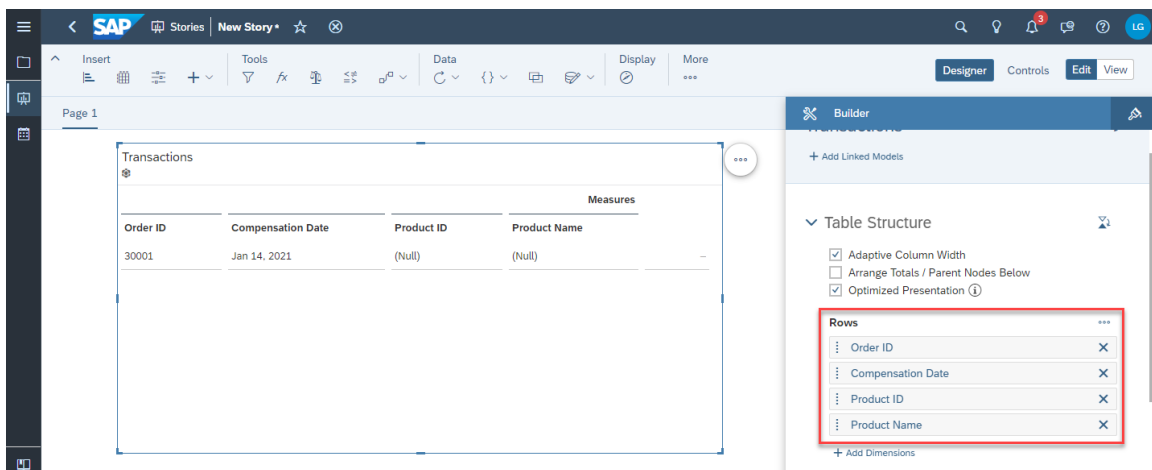 SAP Stories New Story• 3 LG
Insert Tools Data Display More
Designer Controls Edit View
Page 1
Builder
Transactions
+ Add Linked Models
Transactions
Measures
Order ID Compensation Date Product ID Product Name
30001 Jan 14, 2021 (Null) (Null) –
Table Structure
Adaptive Column Width
Arrange Totals / Parent Nodes Below
Optimized Presentation
Rows
Order ID
Compensation Date
Product ID
Product Name
+ Add Dimensions